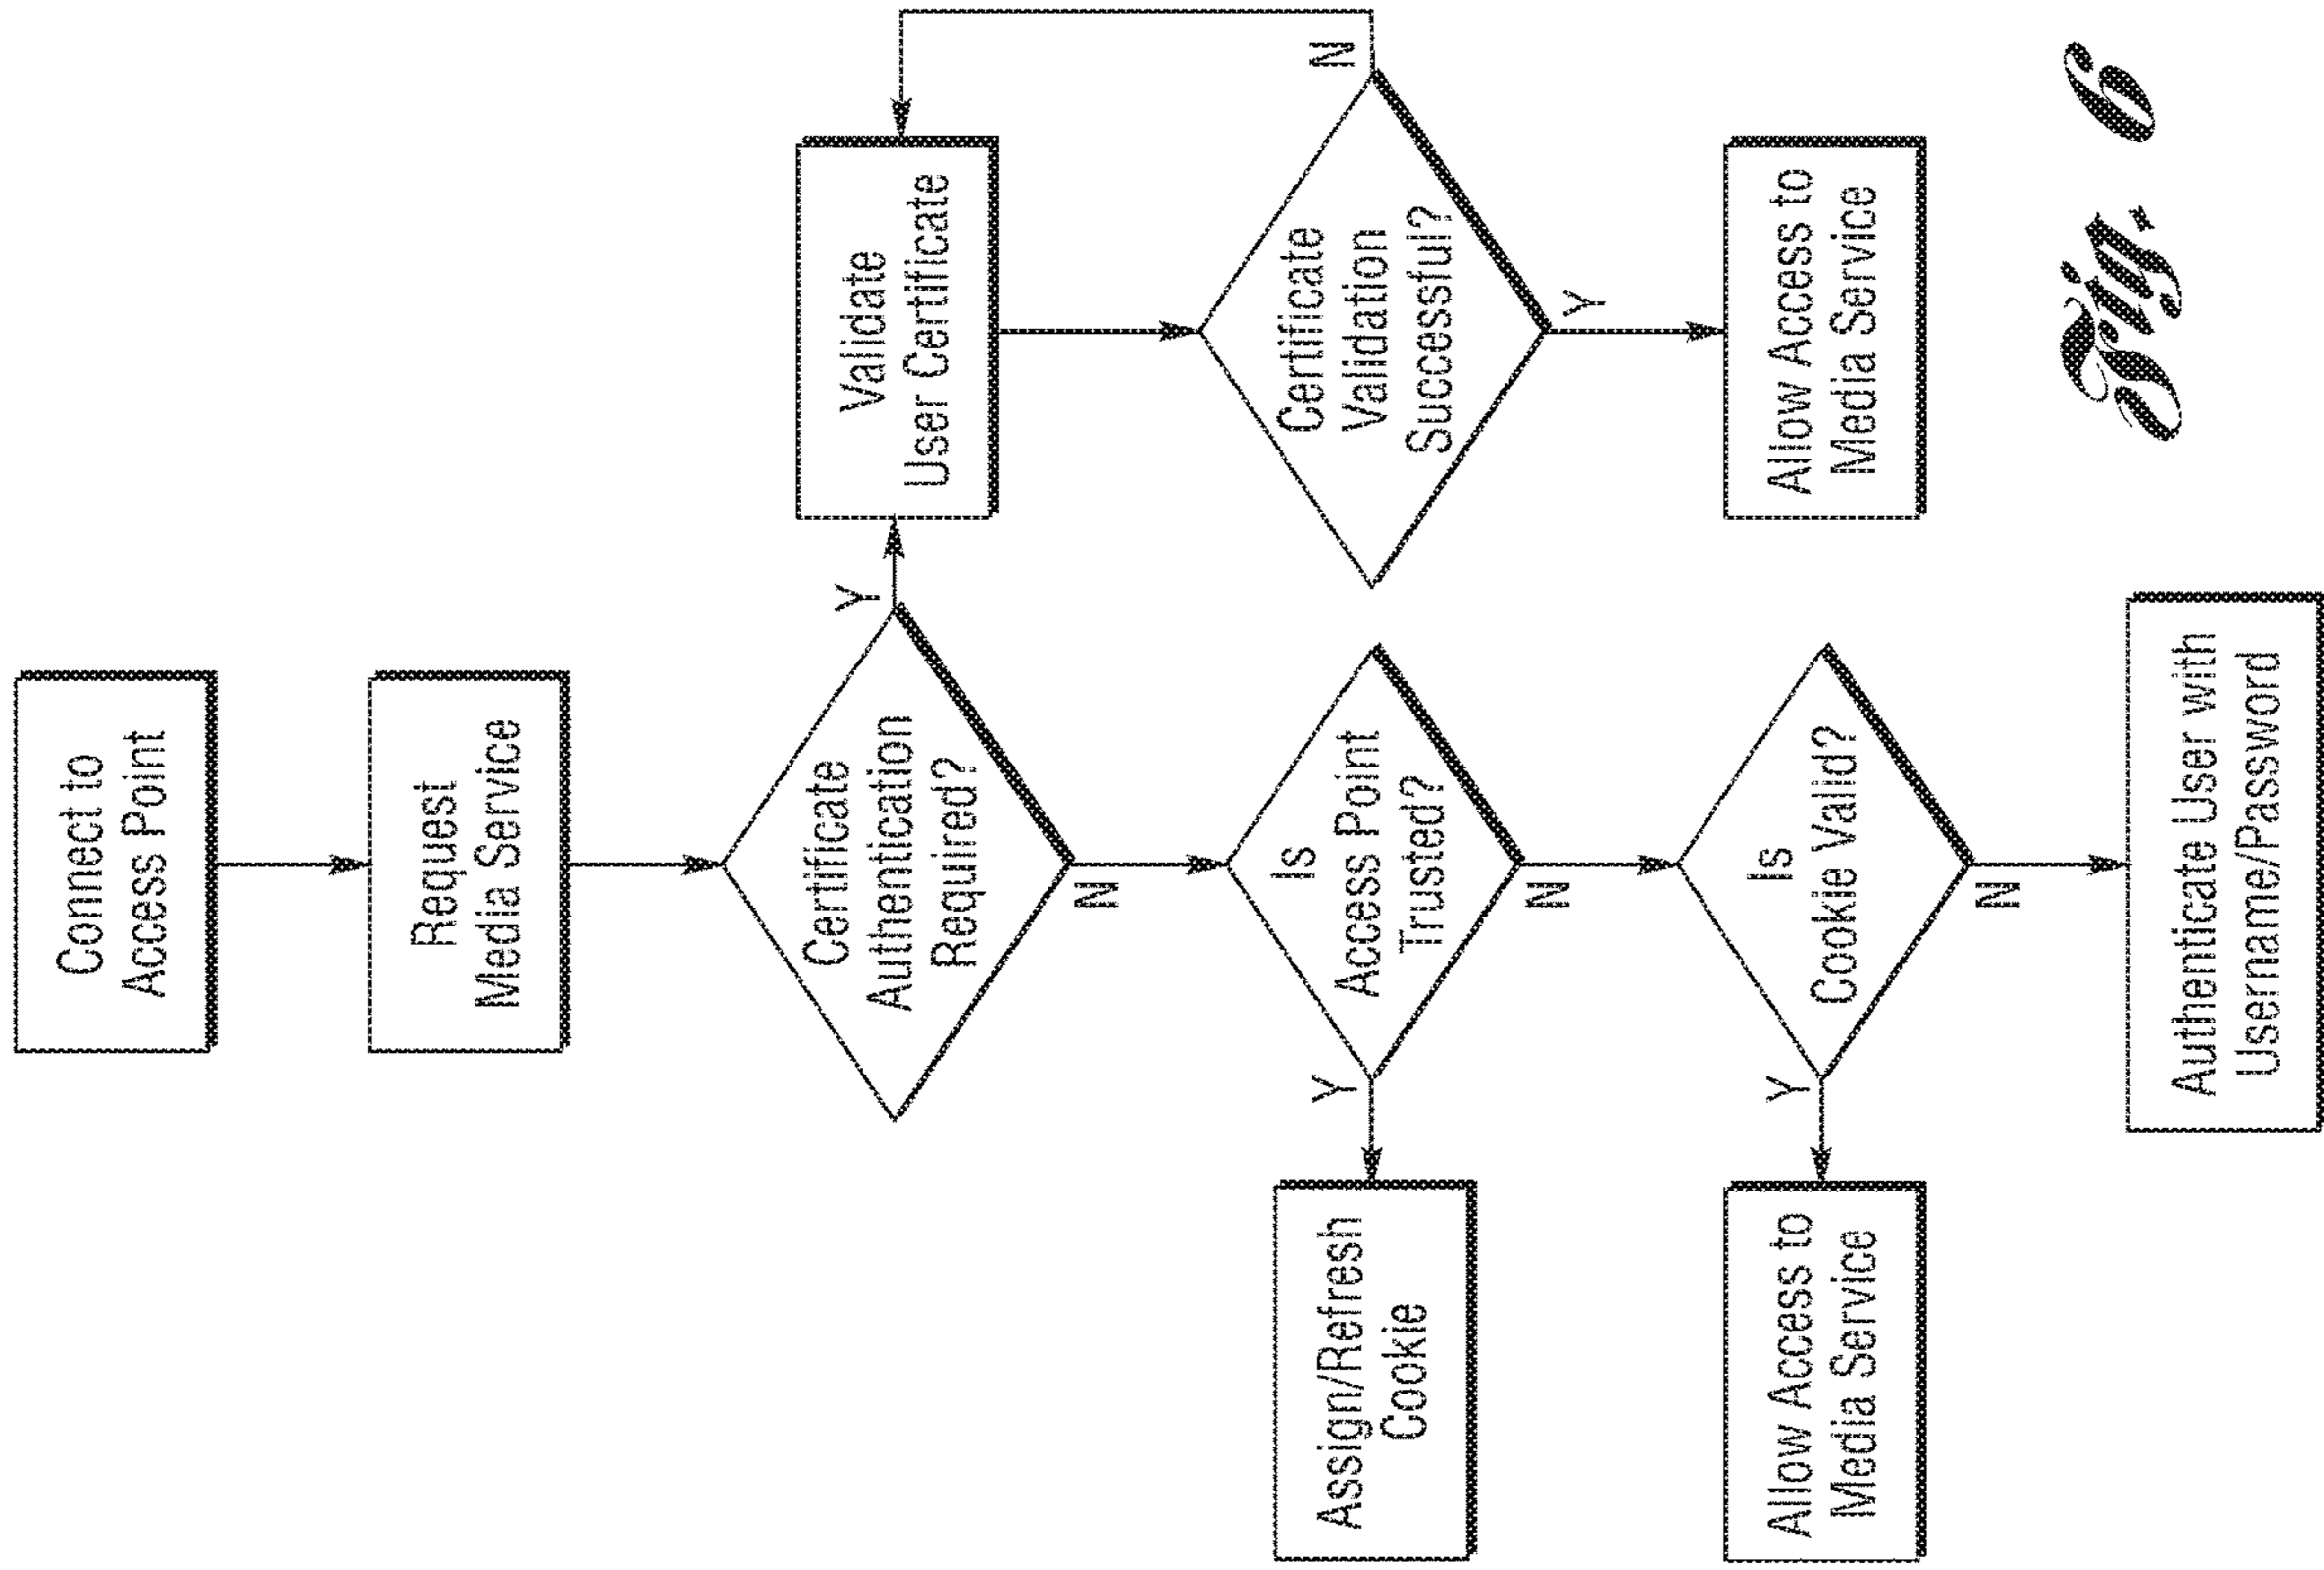 Connect to
Access Point
Request
Media Service
Certificate
Authentication
Required?
Y
N
Validate
User Certificate
Certificate
Validation
Successful?
N
Y
Allow Access to
Media Service
Is
Access Point
Trusted?
Y
N
Assign/Refresh
Cookie
Is
Cookie Valid?
Y
N
Allow Access to
Media Service
Authenticate User with
Username/Password
Fig. 6